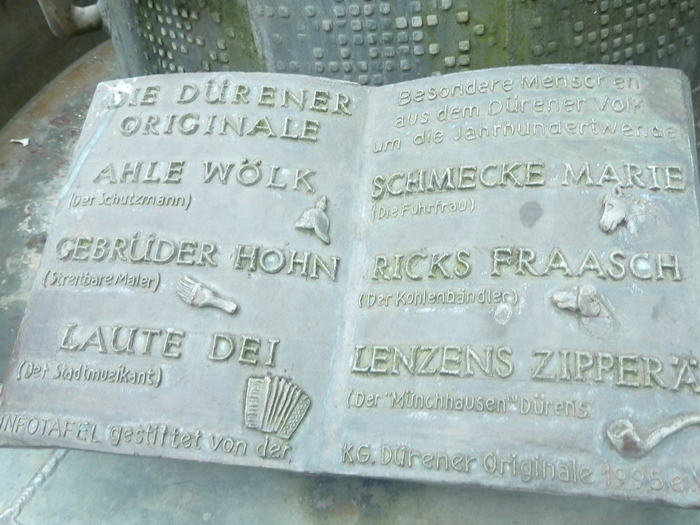 DIE DÜRENER
ORIGINALE
AHLE WÖLK
(Der Schutzmann)
GEBRÜDER HOHN
(Streitbare Maler)
LAUTE DEI
(Der Stadtmusikant)
INFOTAFEL gestiftet von der
Besondere Menschen
aus dem Dürener Volk
um die Jahrhundertwende
SCHMECKE MARIE
(Die Fuhrfrau)
RICKS FRAASCH
(Der Kohlenhändler)
LENZENS ZIPPERÄ
(Der "Münchhausen" Dürens
K.G. Dürener Originale 1995 e.V